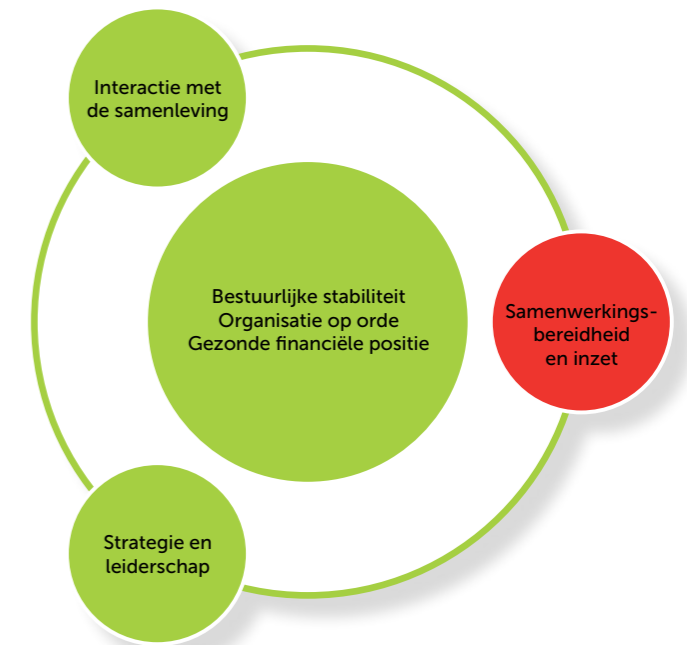 Interactie met
de samenleving
Bestuurlijke stabiliteit
Organisatie op orde
Gezonde financiële positie
Samenwerkings-
bereidheid
en inzet
Strategie en
leiderschap